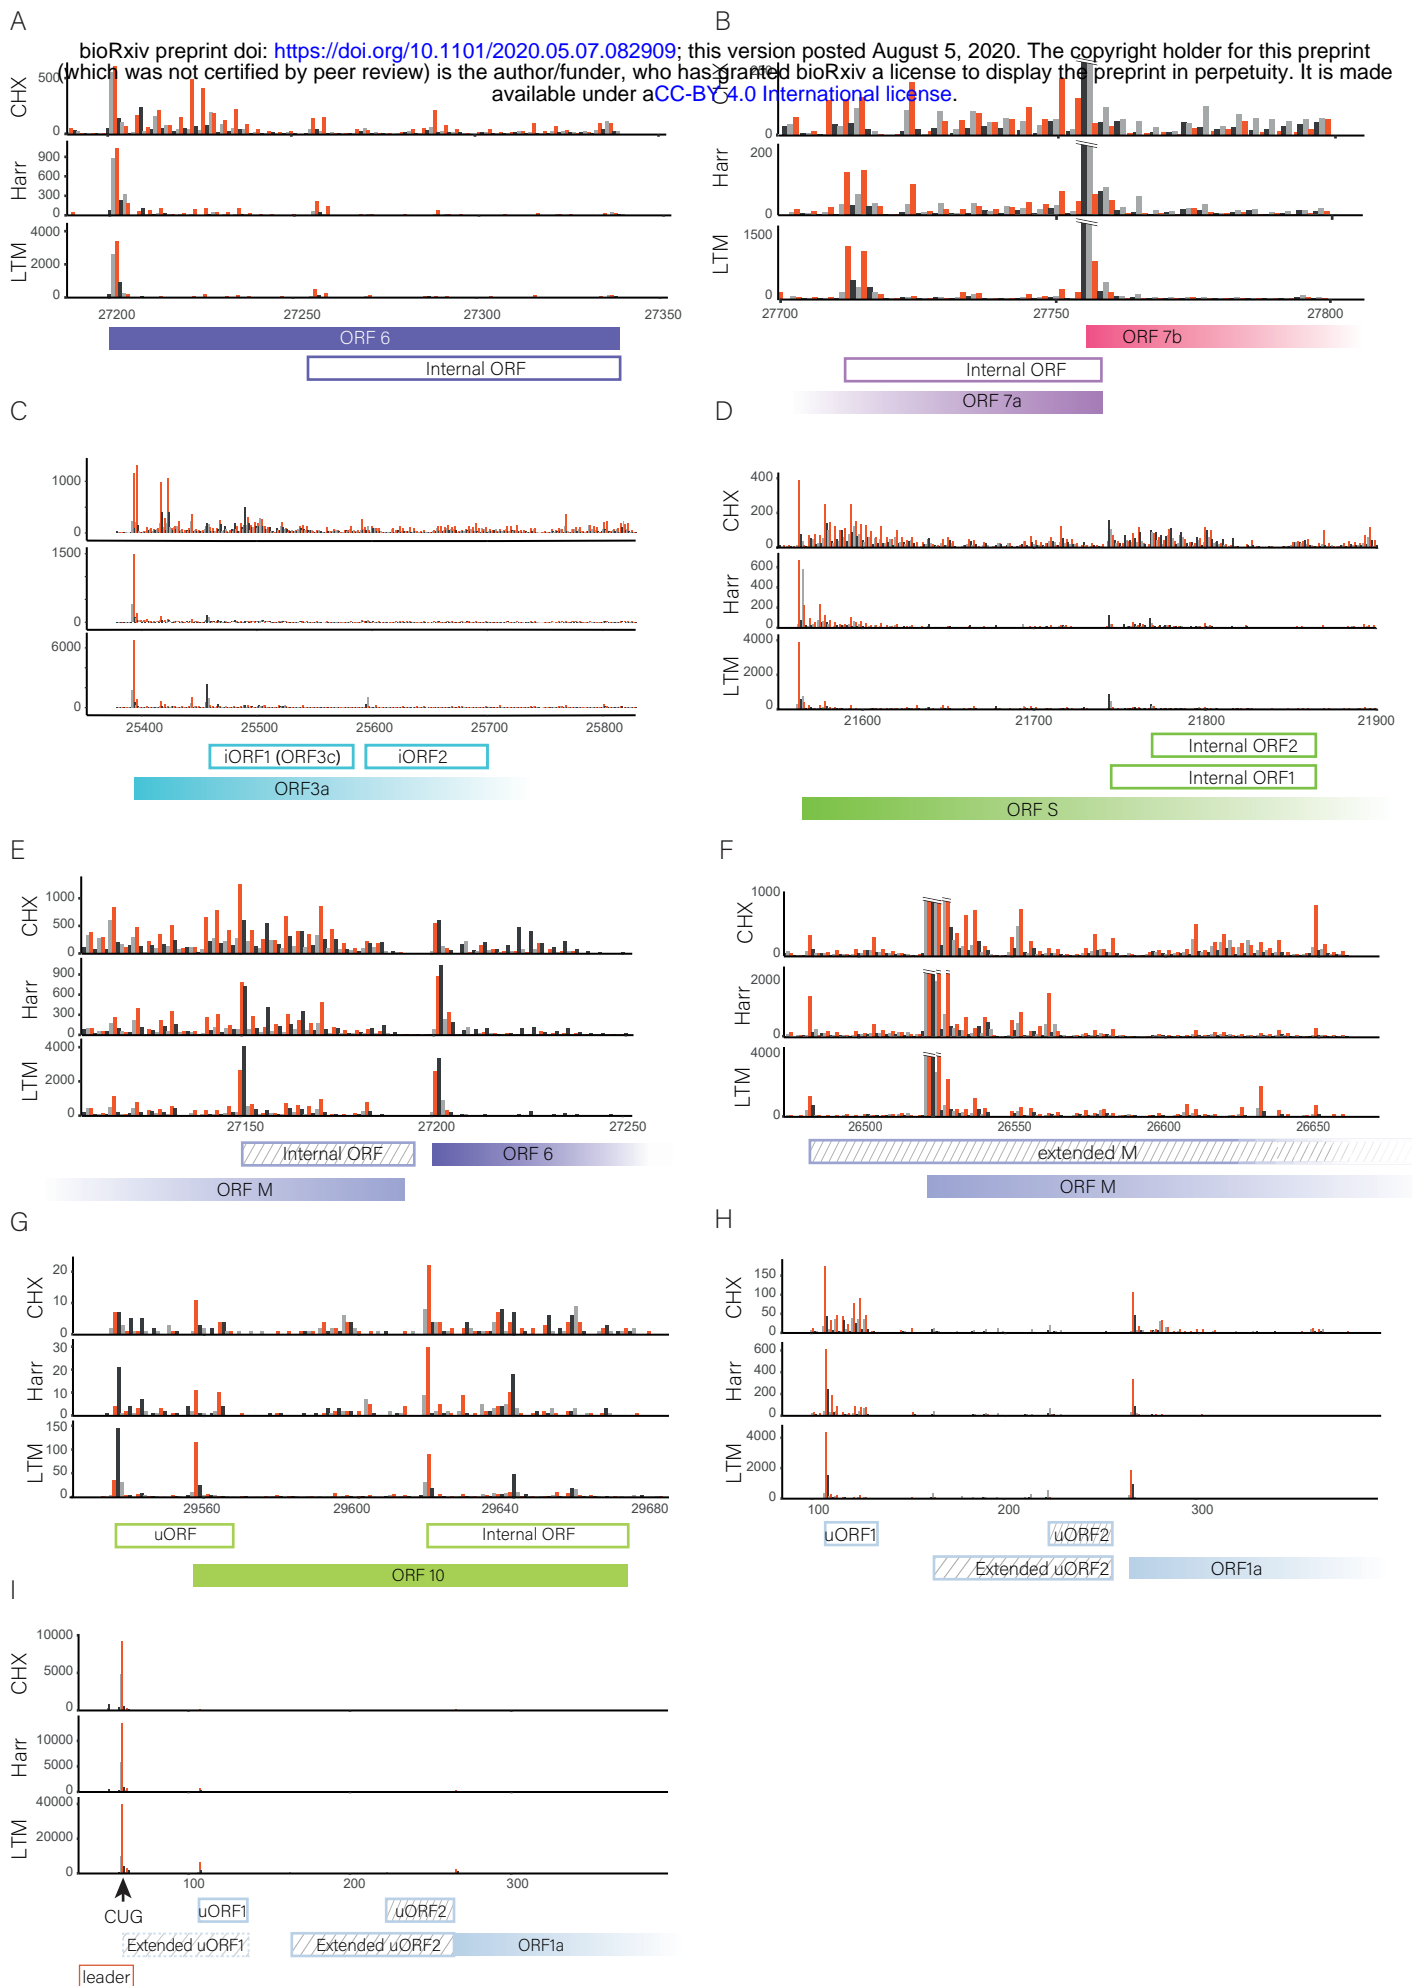 A
B
bioRxiv preprint doi: https://doi.org/10.1101/2020.05.07.082909; this version posted August 5, 2020. The copyright holder for this preprint
(which was not certified by peer review) is the author/funder, who has granted bioRxiv a license to display the preprint in perpetuity. It is made
available under aCC-BY 4.0 International license.
CHX
500
0
Harr
900
600
300
0
LTM
4000
2000
0
27200
27250
27300
27350
ORF 6
Internal ORF
CHX
250
0
Harr
200
0
LTM
1500
0
27700
27750
27800
ORF 7b
Internal ORF
ORF 7a
C
1000
0
1500
0
6000
0
25400
25500
25600
25700
25800
iORF1 (ORF3c)
iORF2
ORF3a
D
CHX
400
200
0
Harr
600
400
200
0
LTM
4000
2000
0
21600
21700
21800
21900
Internal ORF2
Internal ORF1
ORF S
E
CHX
1000
500
0
Harr
900
600
300
0
LTM
4000
2000
0
27150
27200
27250
Internal ORF
ORF 6
ORF M
F
CHX
1000
0
Harr
2000
0
LTM
4000
0
26500
26550
26600
26650
extended M
ORF M
G
CHX
20
10
0
Harr
30
20
10
0
LTM
150
100
50
0
29560
29600
29640
29680
uORF
Internal ORF
ORF 10
H
CHX
150
100
50
0
Harr
600
400
200
0
LTM
4000
2000
0
100
200
300
uORF1
uORF2
Extended uORF2
ORF1a
I
CHX
10000
5000
0
Harr
10000
5000
0
LTM
40000
20000
0
100
200
300
CUG
uORF1
uORF2
Extended uORF1
Extended uORF2
ORF1a
leader